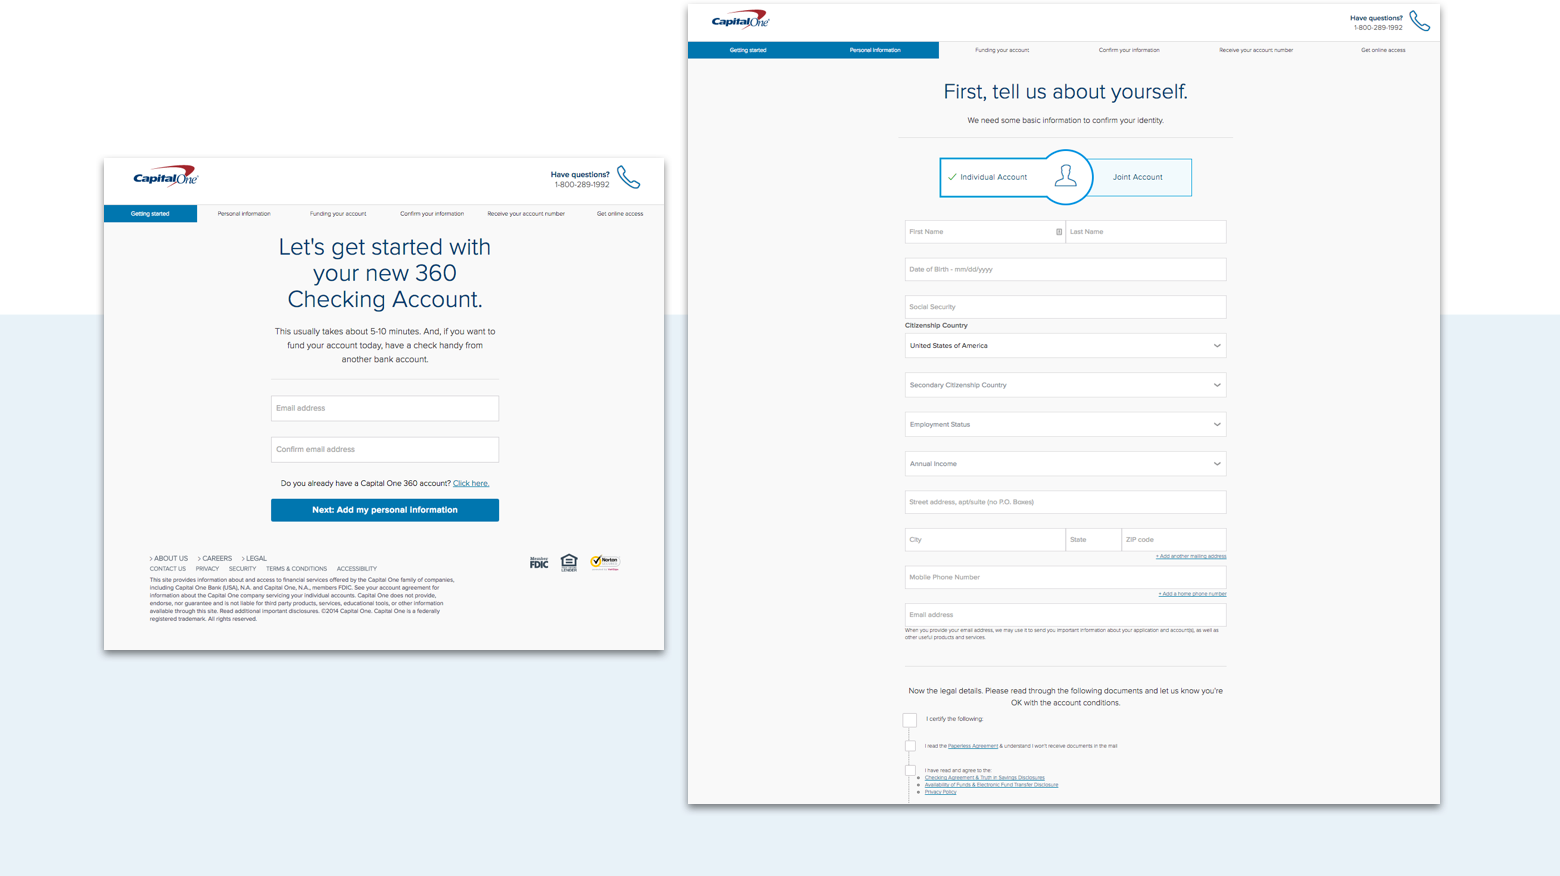 CapitalOne
Have questions?
1-800-289-1992
Getting started
Personal information
Funding your account
Confirm your information
Receive your account number
Get online access
Let's get started with
your new 360
Checking Account.
This usually takes about 5-10 minutes. And, if you want to
fund your account today, have a check handy from
another bank account.
Email address
Confirm email address
Do you already have a Capital One 360 account? Click here.
Next: Add my personal information
> ABOUT US > CAREERS > LEGAL
CONTACT US PRIVACY SECURITY TERMS & CONDITIONS ACCESSIBILITY
This site provides information about and access to financial services offered by the Capital One family of companies,
including Capital One Bank (USA), N.A. and Capital One, N.A., members FDIC. See your account agreement for
information about the Capital One company servicing your individual accounts. Capital One does not provide,
endorse, nor guarantee and is not liable for third party products, services, educational tools, or other information
available through this site. Read additional important disclosures. ©2014 Capital One. Capital One is a federally
registered trademark. All rights reserved.
Member
FDIC
LENDER
Norton
CapitalOne
Have questions?
1-800-289-1992
Getting started
Personal information
Funding your account
Confirm your information
Receive your account number
Get online access
First, tell us about yourself.
We need some basic information to confirm your identity.
Individual Account
Joint Account
First Name
Last Name
Date of Birth - mm/dd/yyyy
Social Security
Citizenship Country
United States of America
Secondary Citizenship Country
Employment Status
Annual Income
Street address, apt/suite (no P.O. Boxes)
City
State
ZIP code
+ Add another mailing address
Mobile Phone Number
+ Add a home phone number
Email address
When you provide your email address, we may use it to send you important information about your application and account(s), as well as
other useful products and services.
Now the legal details. Please read through the following documents and let us know you're
OK with the account conditions.
I certify the following:
I read the Paperless Agreement & understand I won't receive documents in the mail
I have read and agree to the:
Checking Agreement & Truth in Savings Disclosures
Availability of Funds & Electronic Fund Transfer Disclosure
Privacy Policy